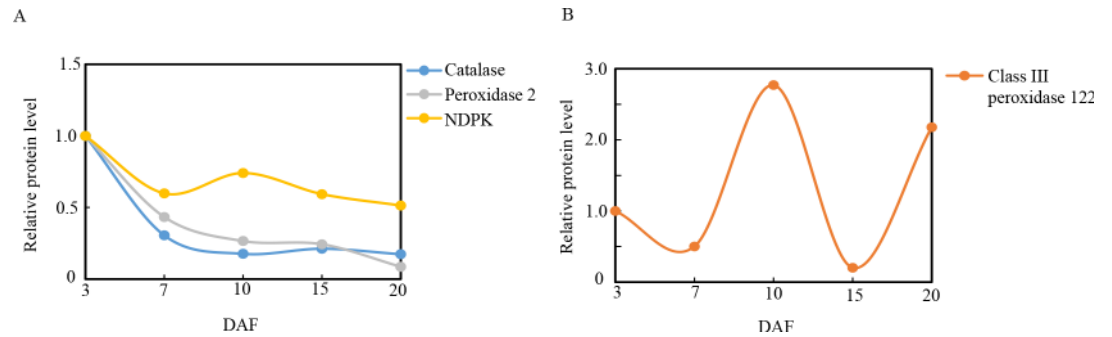 A
1.5
1.0
0.5
0
Relative protein level
3 7 10 15 20
DAF
Catalase
Peroxidase 2
NDPK
B
3.0
2.0
1.0
0
Relative protein level
3 7 10 15 20
DAF
Class III
peroxidase 122